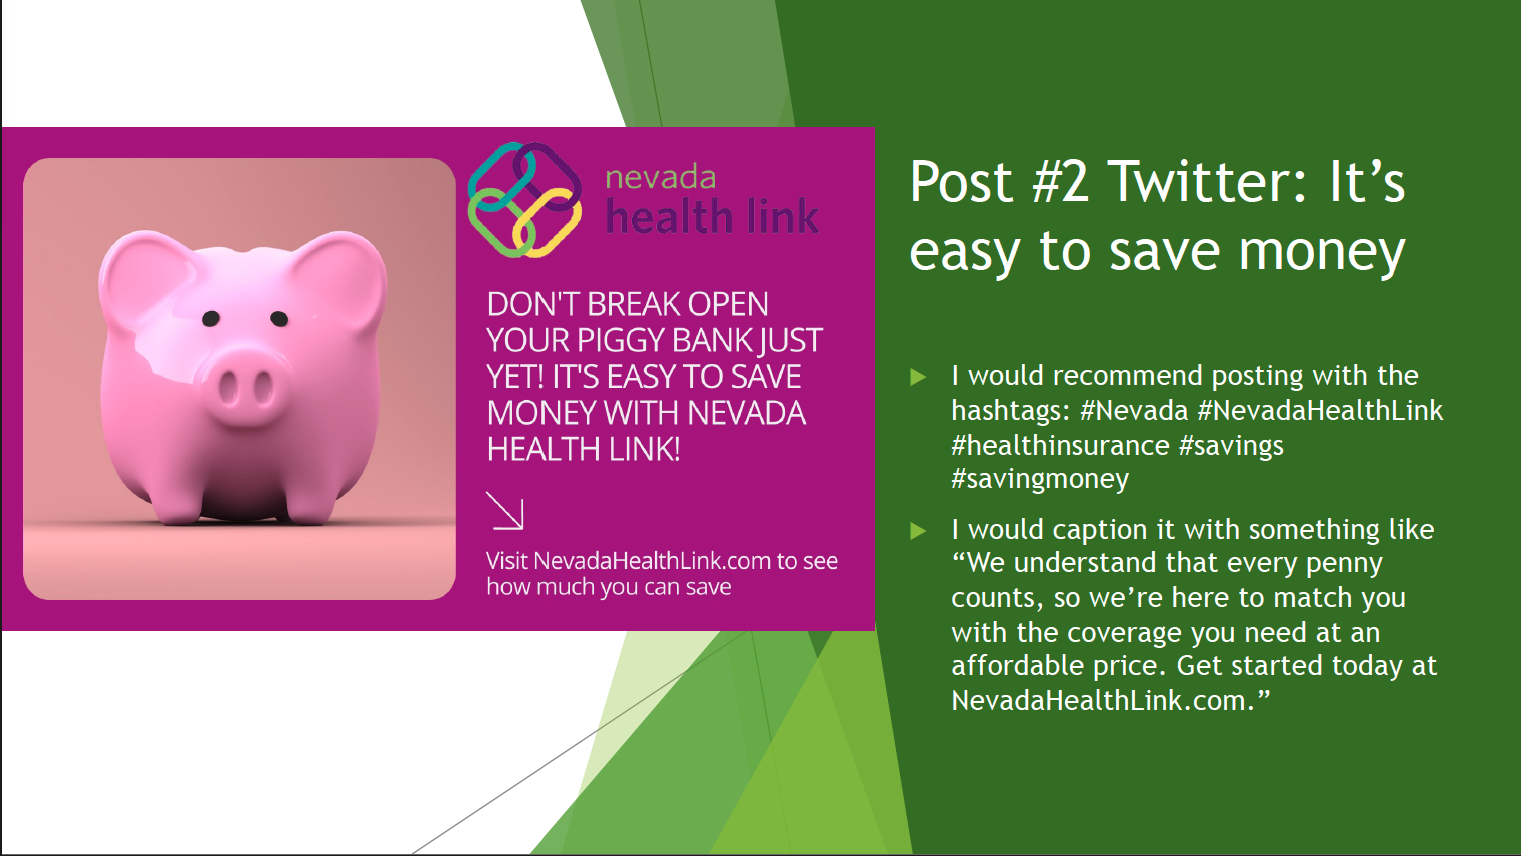 nevada
health link
DON'T BREAK OPEN
YOUR PIGGY BANK JUST
YET! IT'S EASY TO SAVE
MONEY WITH NEVADA
HEALTH LINK!
Visit NevadaHealthLink.com to see
how much you can save
Post #2 Twitter: It’s
easy to save money
I would recommend posting with the
hashtags: #Nevada #NevadaHealthLink
#healthinsurance #savings
#savingmoney
I would caption it with something like
“We understand that every penny
counts, so we’re here to match you
with the coverage you need at an
affordable price. Get started today at
NevadaHealthLink.com.”